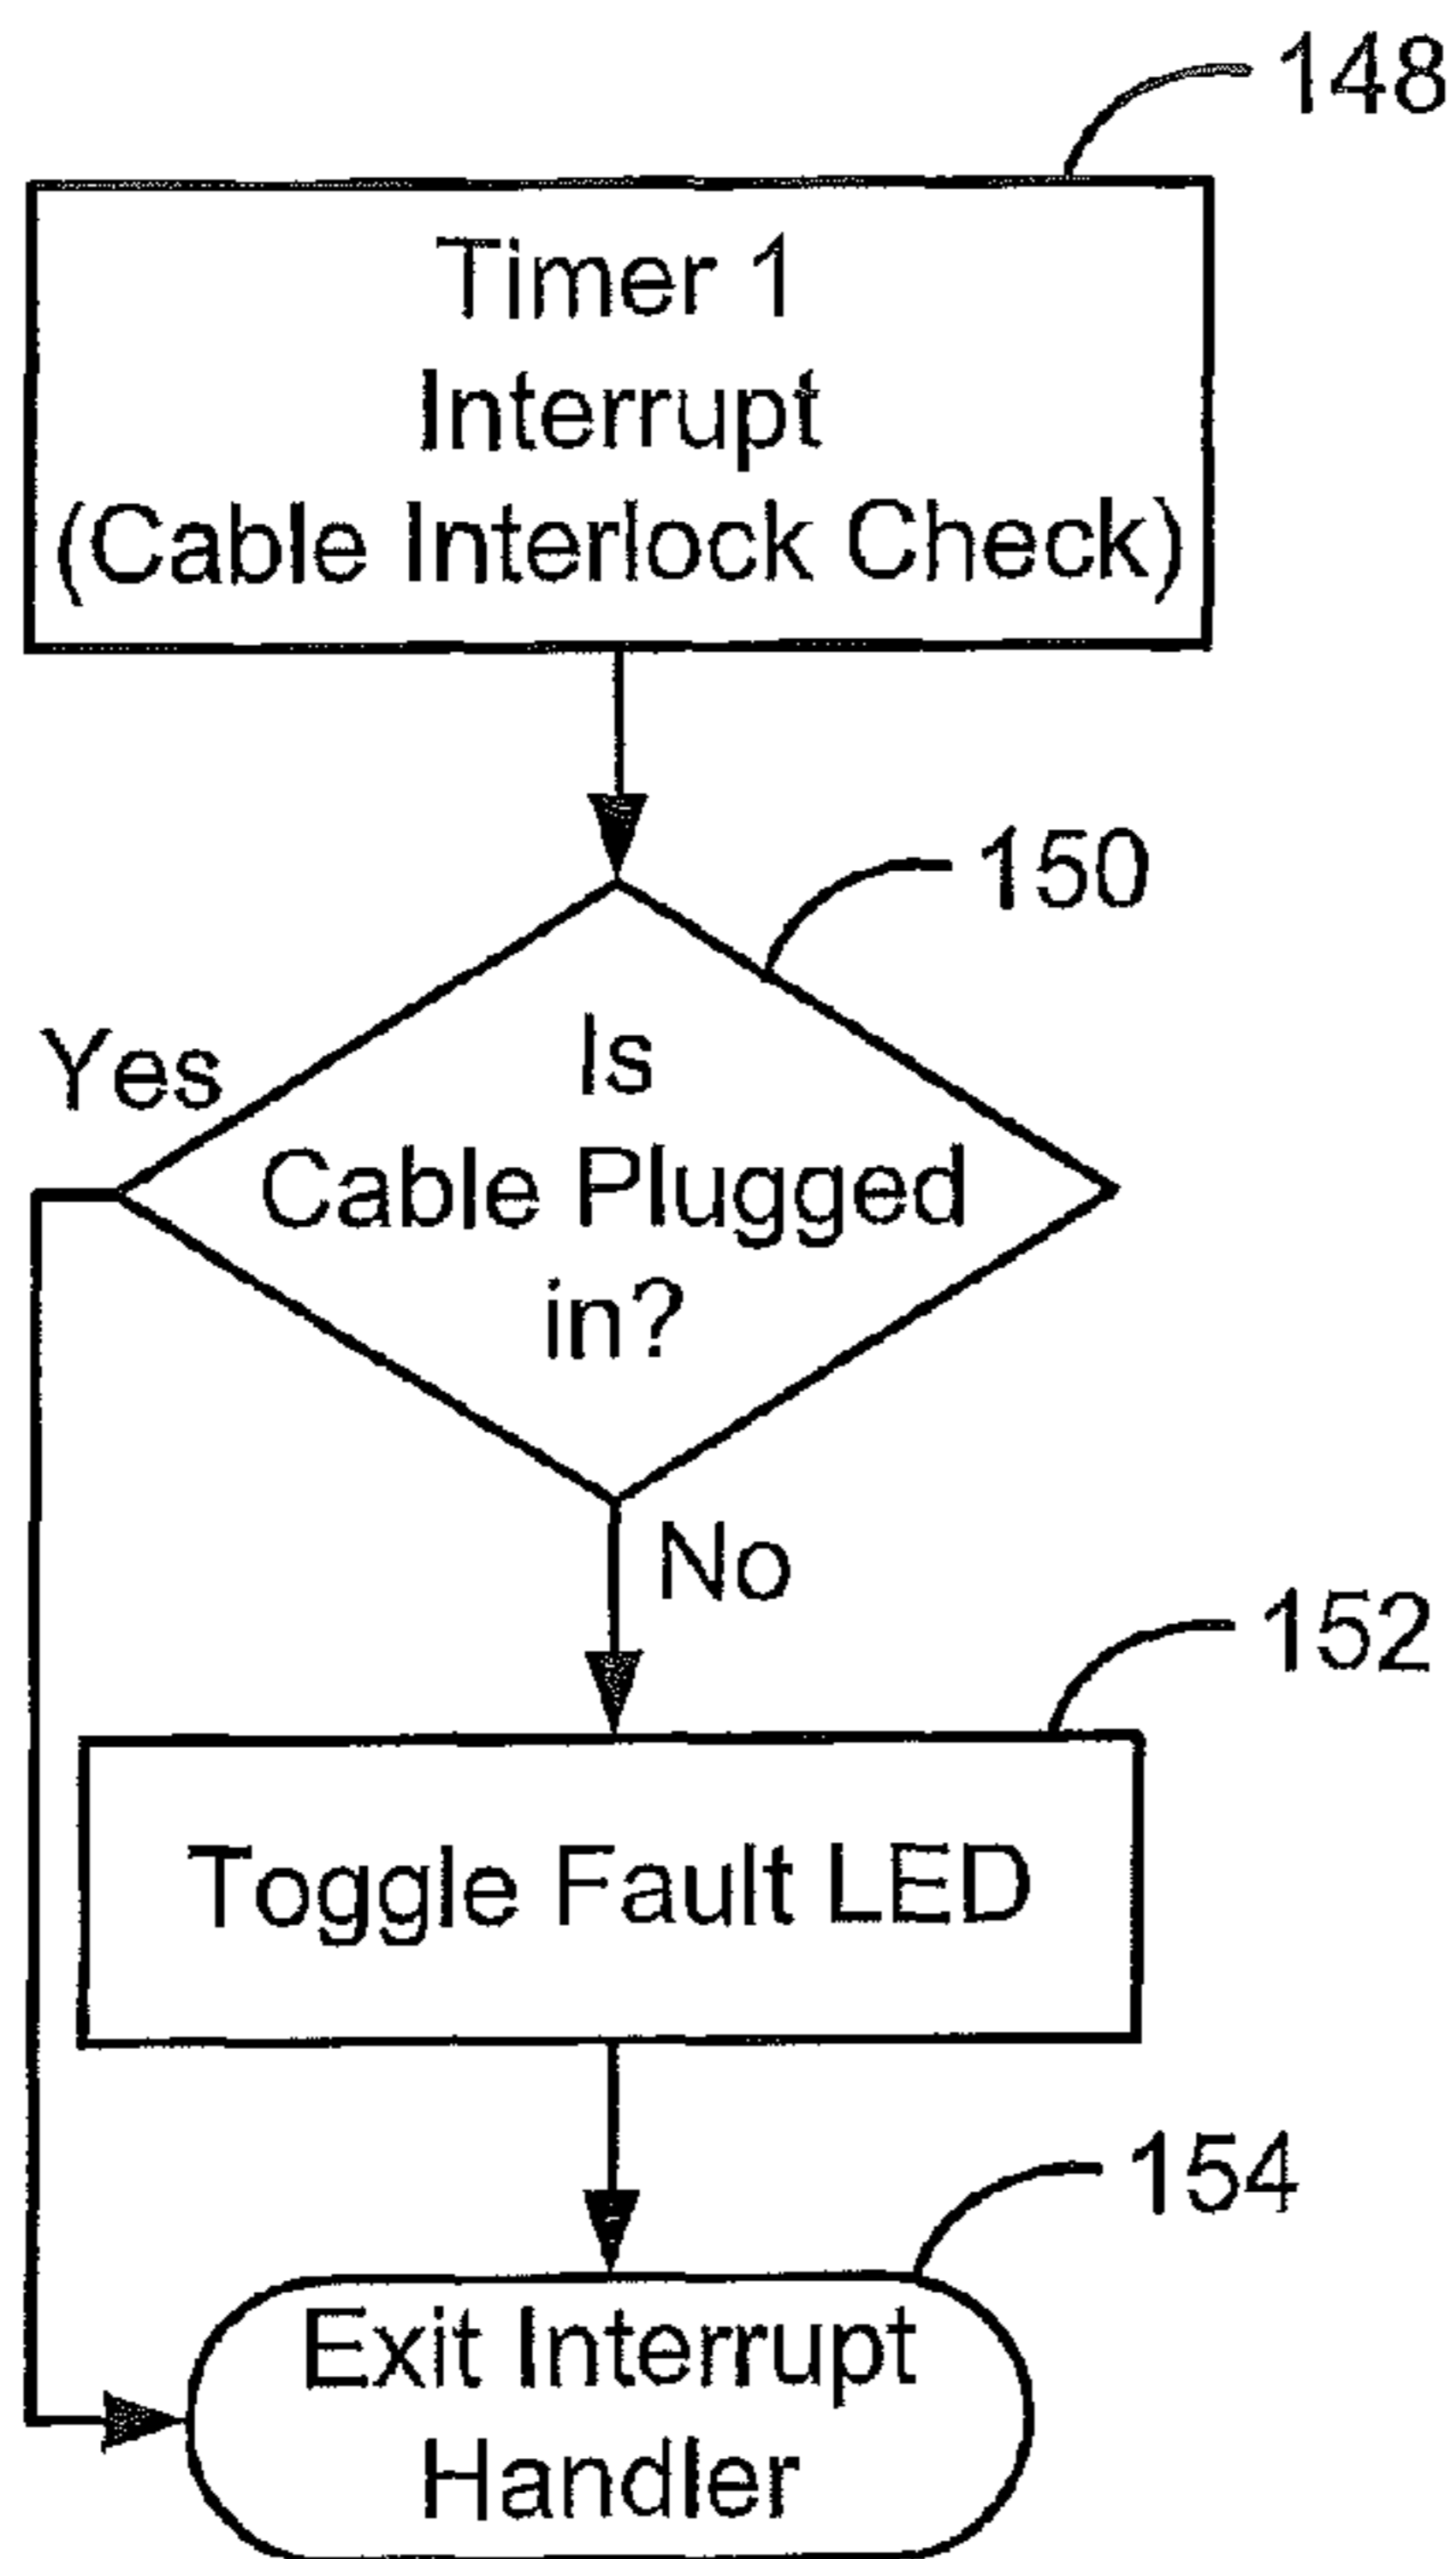 148
Timer 1
Interrupt
(Cable Interlock Check)
150
Yes
Is
Cable Plugged
in?
No
152
Toggle Fault LED
154
Exit Interrupt
Handler